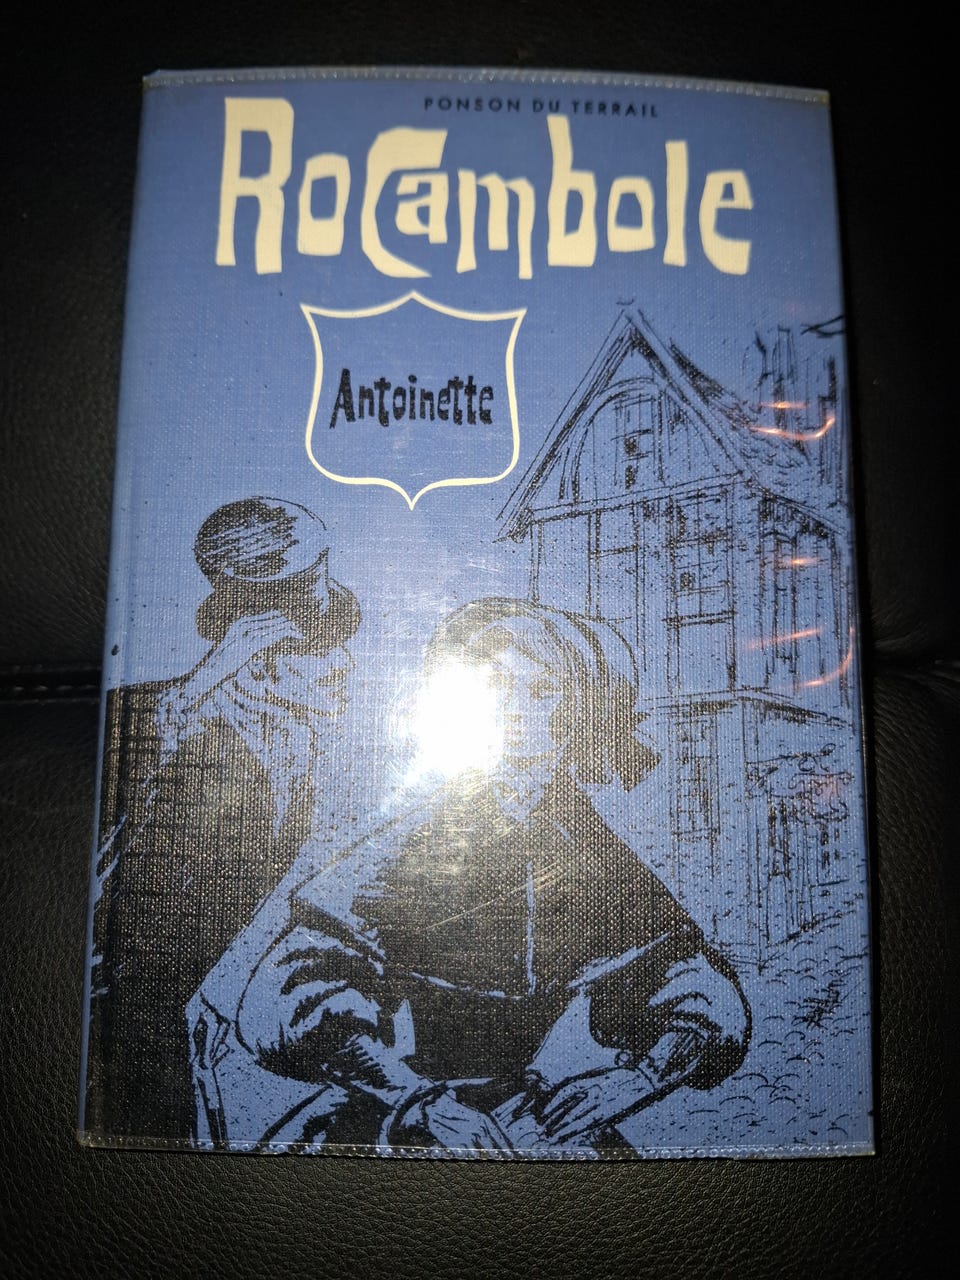 PONSON DU TERRAIL
Rocambole
Antoinette